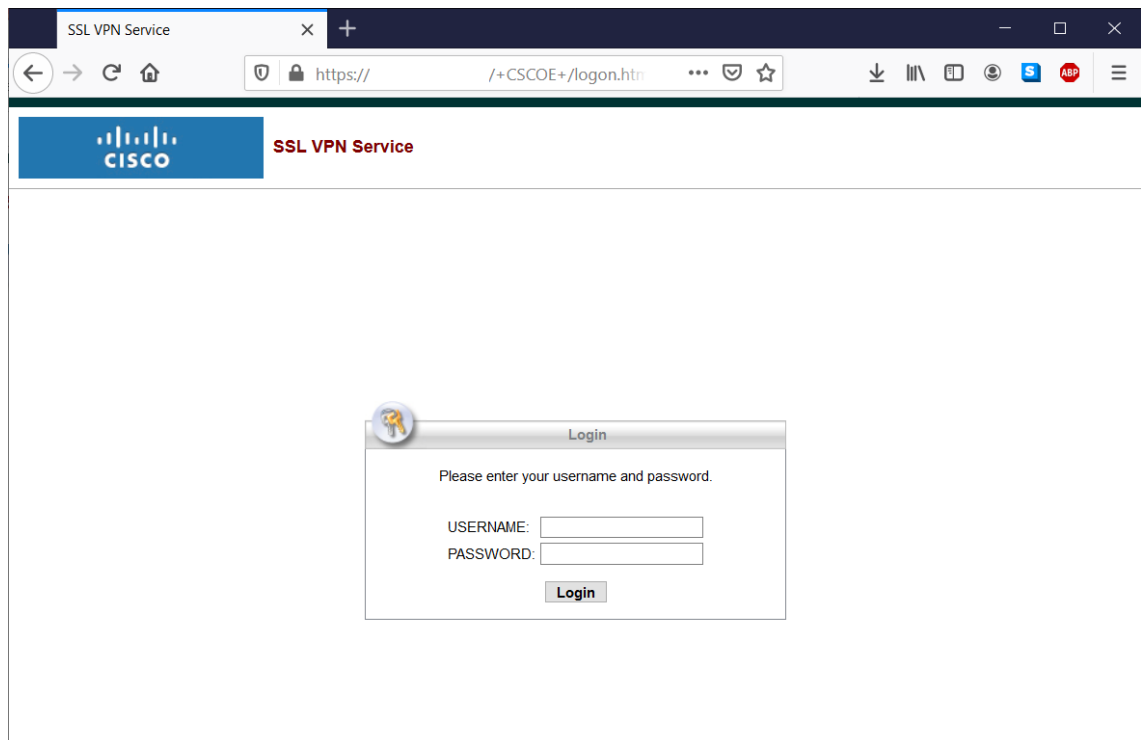 SSL VPN Service
https:// /+CSCOE+/logon.htm
S ABP
CISCO
SSL VPN Service
Login
Please enter your username and password.
USERNAME:
PASSWORD:
Login